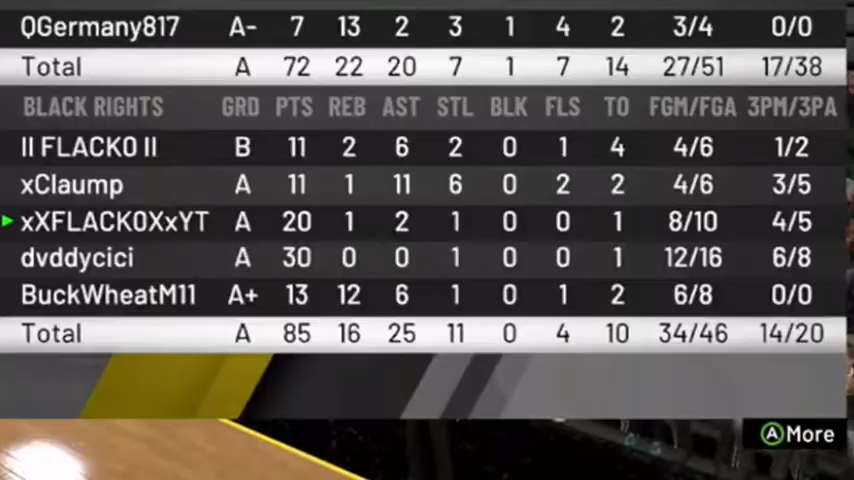 QGermany817 A- 7 13 2 3 1 4 2 3/4 0/0
Total A 72 22 20 7 1 7 14 27/51 17/38
BLACK RIGHTS GRD PTS REB AST STL BLK FLS TO FGM/FGA 3PM/3PA
II FLACKO II B 11 2 6 2 0 1 4 4/6 1/2
xClaump A 11 1 11 6 0 2 2 4/6 3/5
xXFLACK0XxYT A 20 1 2 1 0 0 1 8/10 4/5
dvddycici A 30 0 0 1 0 0 1 12/16 6/8
BuckWheatM11 A+ 13 12 6 1 0 1 2 6/8 0/0
Total A 85 16 25 11 0 4 10 34/46 14/20
A More